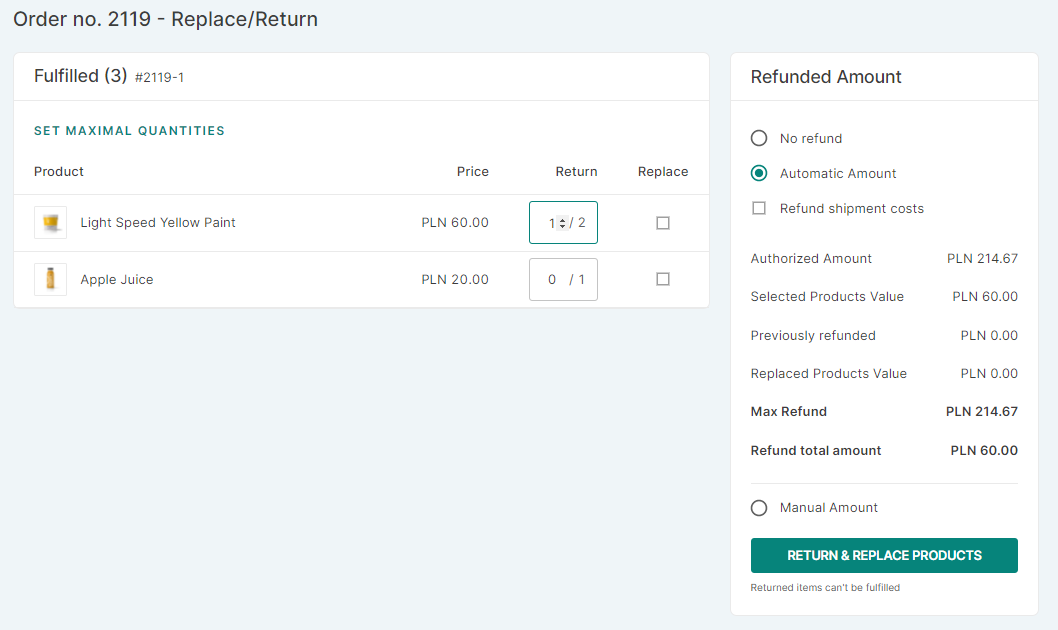 Order no. 2119 - Replace/Return
Fulfilled (3) #2119-1
SET MAXIMAL QUANTITIES
Product Price Return Replace
Light Speed Yellow Paint PLN 60.00 1 / 2
Apple Juice PLN 20.00 0 / 1
Refunded Amount
No refund
Automatic Amount
Refund shipment costs
Authorized Amount PLN 214.67
Selected Products Value PLN 60.00
Previously refunded PLN 0.00
Replaced Products Value PLN 0.00
Max Refund PLN 214.67
Refund total amount PLN 60.00
Manual Amount
RETURN & REPLACE PRODUCTS
Returned items can't be fulfilled